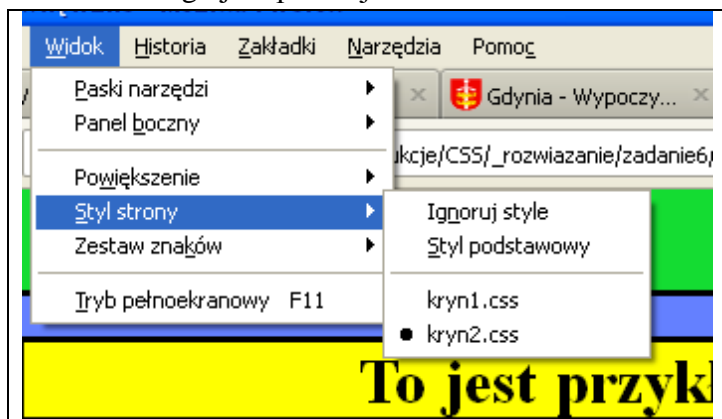 Widok Historia Zakładki Narzędzia Pomoc
Paski narzędzi
Gdynia - Wypoczy...
Panel boczny
kcje/CSS/_rozwiazanie/zadanie6
Powiększenie
Styl strony
Ignoruj style
Zestaw znaków
Styl podstawowy
Tryb pełnoekranowy F11
kryn1.css
kryn2.css
To jest przykł